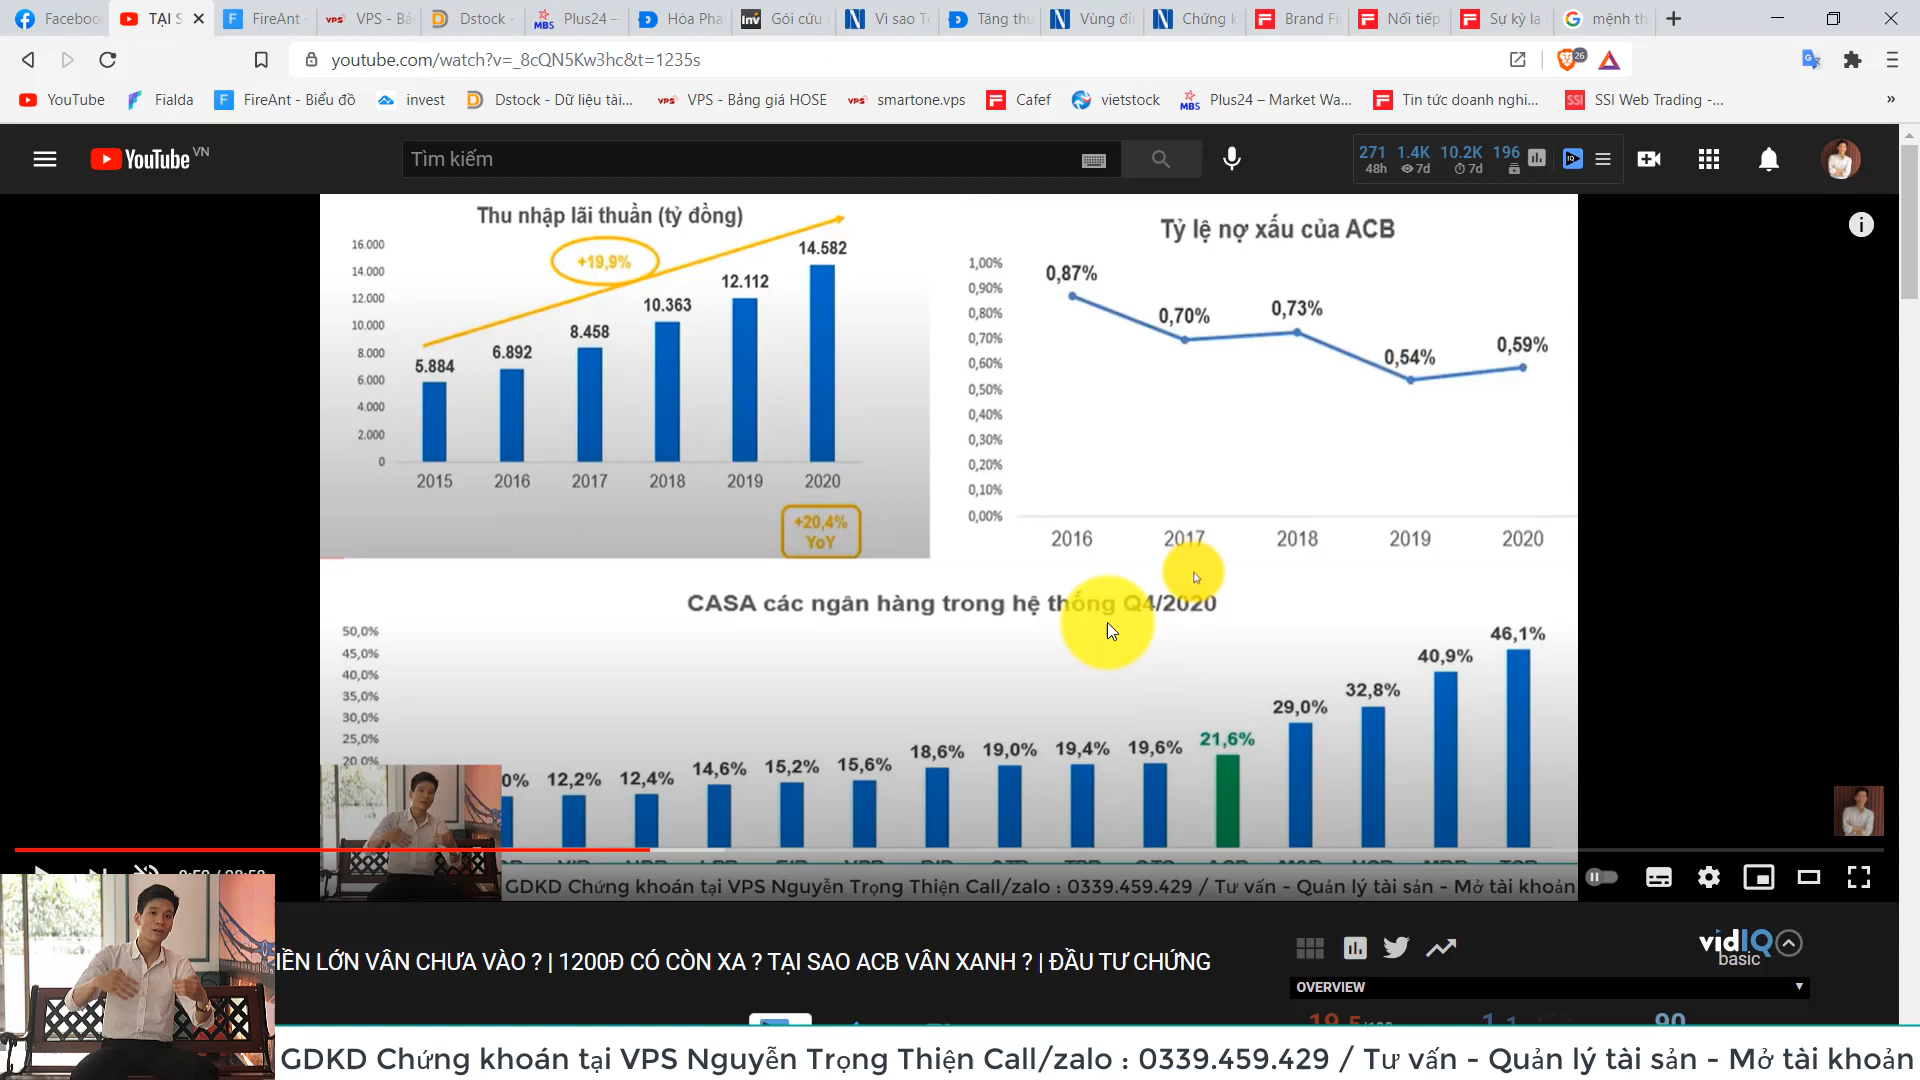 Faceboo
TẠI S
FireAnt -
VPS - Bả
Dstock -
Plus24 –
Hòa Phá
Gói cứu t
Vì sao T
Tăng thu
Vùng đỉ
Chứng k
Brand Fi
Nối tiếp
Sự kỳ lạ
mệnh th
youtube.com/watch?v=_8cQN5Kw3hc&t=1235s
26
YouTube
Fialda
FireAnt - Biểu đồ
invest
Dstock - Dữ liệu tài...
VPS - Bảng giá HOSE
smartone.vps
Cafef
vietstock
Plus24 – Market Wa...
Tin tức doanh nghi...
SSI Web Trading -...
»
YouTube VN
Tìm kiếm
271 1.4K 10.2K 196
48h 7d 7d
Thu nhập lãi thuần (tỷ đồng)
+19,9%
16.000
14.000
12.000
10.000
8.000
6.000
4.000
2.000
0
5.884
6.892
8.458
10.363
12.112
14.582
2015 2016 2017 2018 2019 2020
+20,4%
YoY
Tỷ lệ nợ xấu của ACB
1,00%
0,90%
0,80%
0,70%
0,60%
0,50%
0,40%
0,30%
0,20%
0,10%
0,00%
0,87%
0,70%
0,73%
0,54%
0,59%
2016 2017 2018 2019 2020
CASA các ngân hàng trong hệ thống Q4/2020
50,0%
45,0%
40,0%
35,0%
30,0%
25,0%
20,0%
0%
12,2%
12,4%
14,6%
15,2%
15,6%
18,6%
19,0%
19,4%
19,6%
21,6%
29,0%
32,8%
40,9%
46,1%
GDKD Chứng khoán tại VPS Nguyễn Trọng Thiện Call/zalo : 0339.459.429 / Tư vấn - Quản lý tài sản - Mở tài khoản
IỀN LỚN VẪN CHƯA VÀO ? | 1200Đ CÓ CÒN XA ? TẠI SAO ACB VẪN XANH ? | ĐẦU TƯ CHỨNG
vidIQ
basic
OVERVIEW
GDKD Chứng khoán tại VPS Nguyễn Trọng Thiện Call/zalo : 0339.459.429 / Tư vấn - Quản lý tài sản - Mở tài khoản